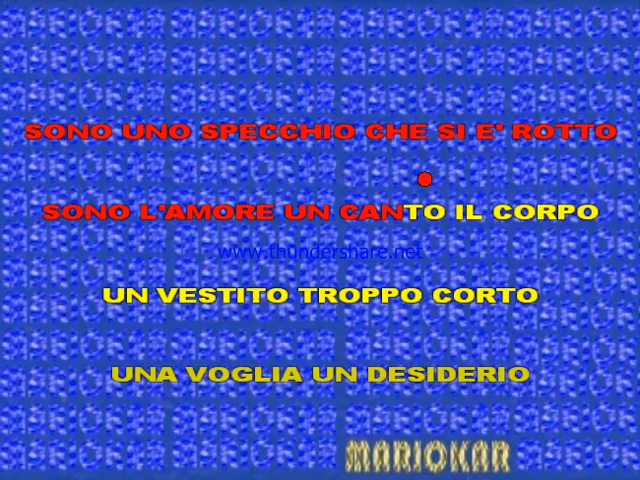 SONO UNO SPECCHIO CHE SI E' ROTTO
SONO L'AMORE UN CANTO IL CORPO
www.thundershare.net
UN VESTITO TROPPO CORTO
UNA VOGLIA UN DESIDERIO
MARIOKAR